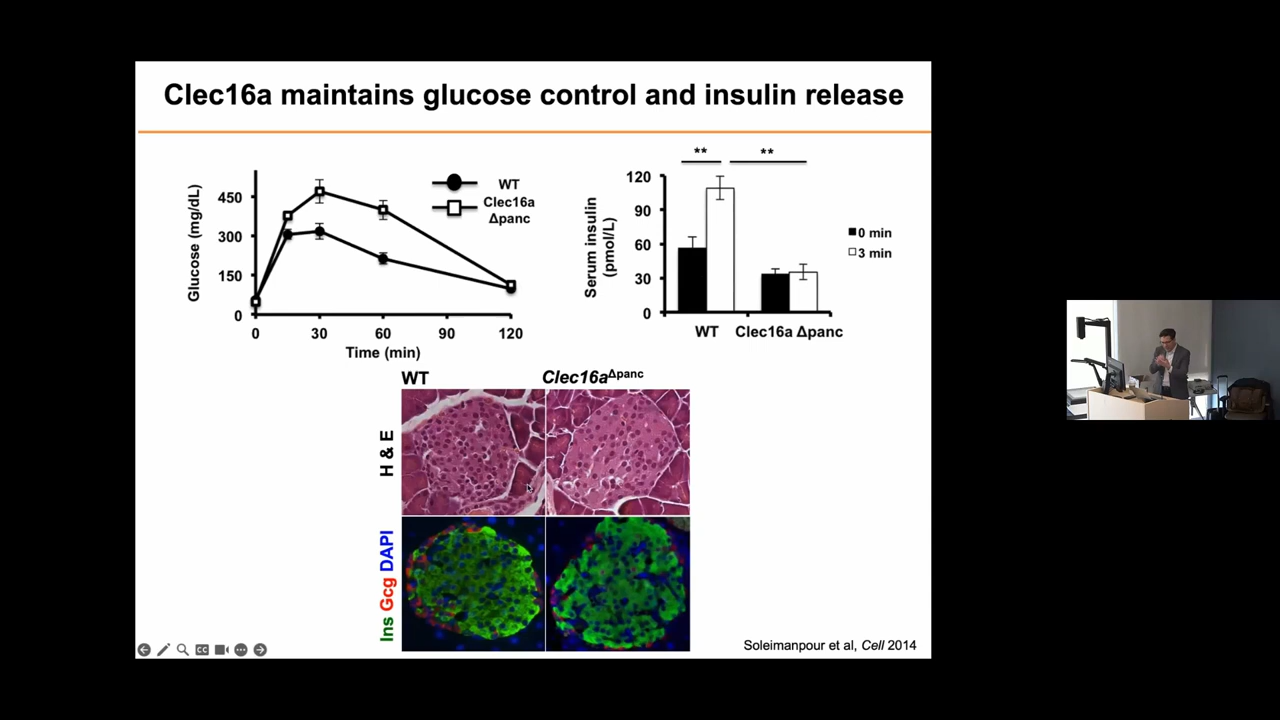 Clec16a maintains glucose control and insulin release
Glucose (mg/dL)
450
300
150
0
0
30
60
90
120
Time (min)
WT
Clec16a
Δpanc
Serum insulin
(pmol/L)
120
90
60
30
0
**
**
WT
Clec16a Δpanc
0 min
3 min
WT
Clec16aΔpanc
H & E
Ins Gcg DAPI
Soleimanpour et al, Cell 2014
CC